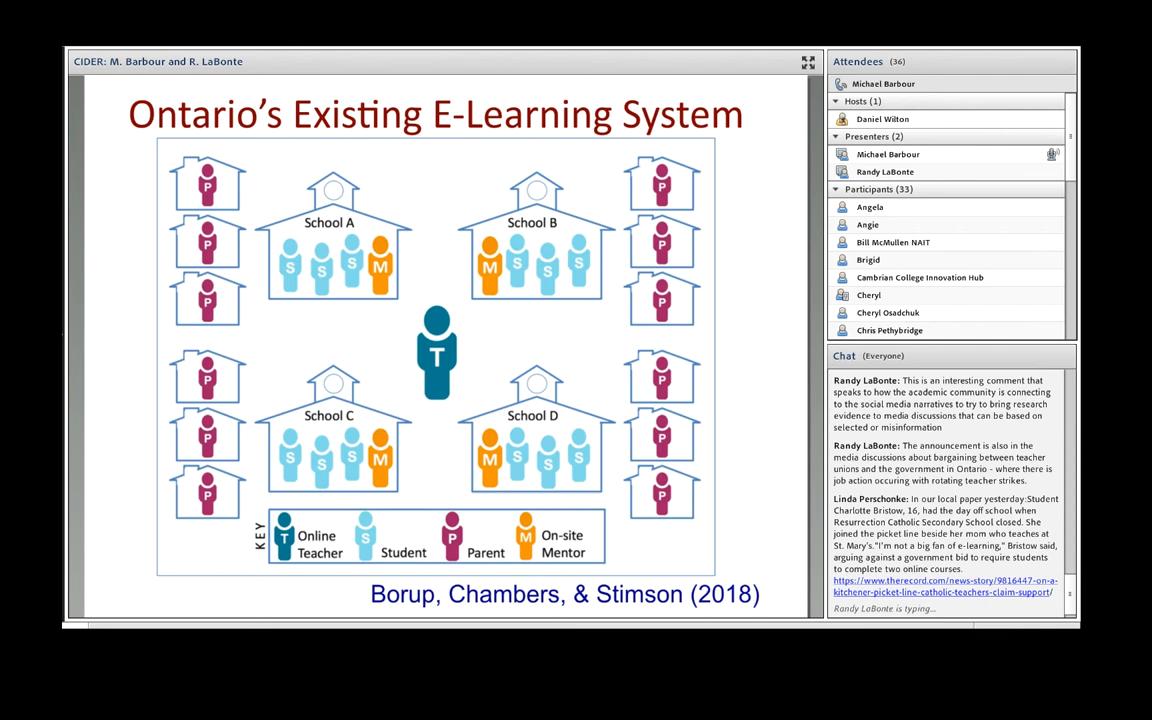 CIDER: M. Barbour and R. LaBonte
Ontario's Existing E-Learning System
P
P
School A
School B
P
P
S
S
S
M
M
S
S
S
P
P
T
P
P
School C
School D
P
P
S
S
S
M
M
S
S
S
P
P
KEY
T
Online
Teacher
S
Student
P
Parent
M
On-site
Mentor
Borup, Chambers, & Stimson (2018)
Attendees (36)
Michael Barbour
Hosts (1)
Daniel Wilton
Presenters (2)
Michael Barbour
Randy LaBonte
Participants (33)
Angela
Angie
Bill McMullen NAIT
Brigid
Cambrian College Innovation Hub
Cheryl
Cheryl Osadchuk
Chris Pethybridge
Chat (Everyone)
Randy LaBonte: This is an interesting comment that
speaks to how the academic community is connecting
to the social media narratives to try to bring research
evidence to media discussions that can be based on
selected or misinformation
Randy LaBonte: The announcement is also in the
media discussions about bargaining between teacher
unions and the government in Ontario - where there is
job action occuring with rotating teacher strikes.
Linda Pershonke: In our local paper yesterday:Student
Charlotte Bristow, 16, had the day off school when
Resurrection Catholic Secondary School closed. She
joined the picket line beside her mom who teaches at
St. Mary's."I'm not a big fan of e-learning," Bristow said,
arguing against a government bid to require students
to complete two online courses.
https://www.therecord.com/news-story/9816447-on-a-
kitchener-picket-line-catholic-teachers-claim-support/
Randy LaBonte is typing...